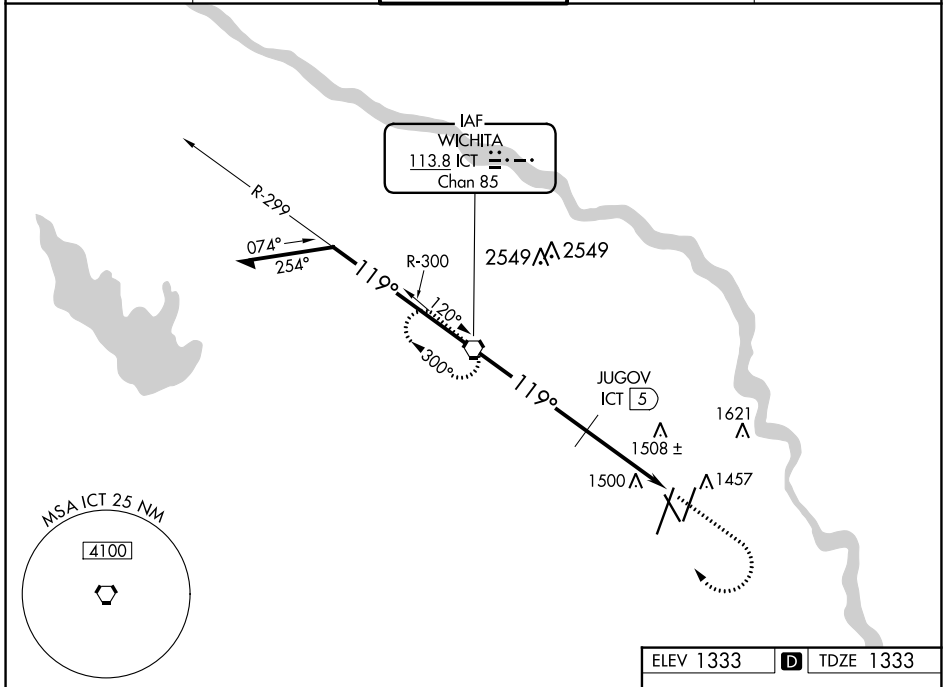 IAF
WICHITA
113.8 ICT
Chan 85
R-299
074°
254°
119°
R-300
120°
300°
2549 2549
119°
JUGOV
ICT 5
1621
1508 ±
1500
1457
MSA ICT 25 NM
4100
ELEV 1333 D TDZE 1333